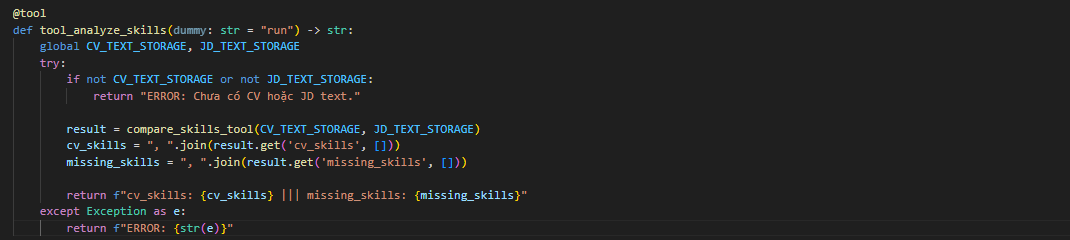 @tool
def tool_analyze_skills(dummy: str = "run") -> str:
    global CV_TEXT_STORAGE, JD_TEXT_STORAGE
    try:
        if not CV_TEXT_STORAGE or not JD_TEXT_STORAGE:
            return "ERROR: Chưa có CV hoặc JD text."
        result = compare_skills_tool(CV_TEXT_STORAGE, JD_TEXT_STORAGE)
        cv_skills = ", ".join(result.get('cv_skills', []))
        missing_skills = ", ".join(result.get('missing_skills', []))
        return f"cv_skills: {cv_skills} ||| missing_skills: {missing_skills}"
    except Exception as e:
        return f"ERROR: {str(e)}"